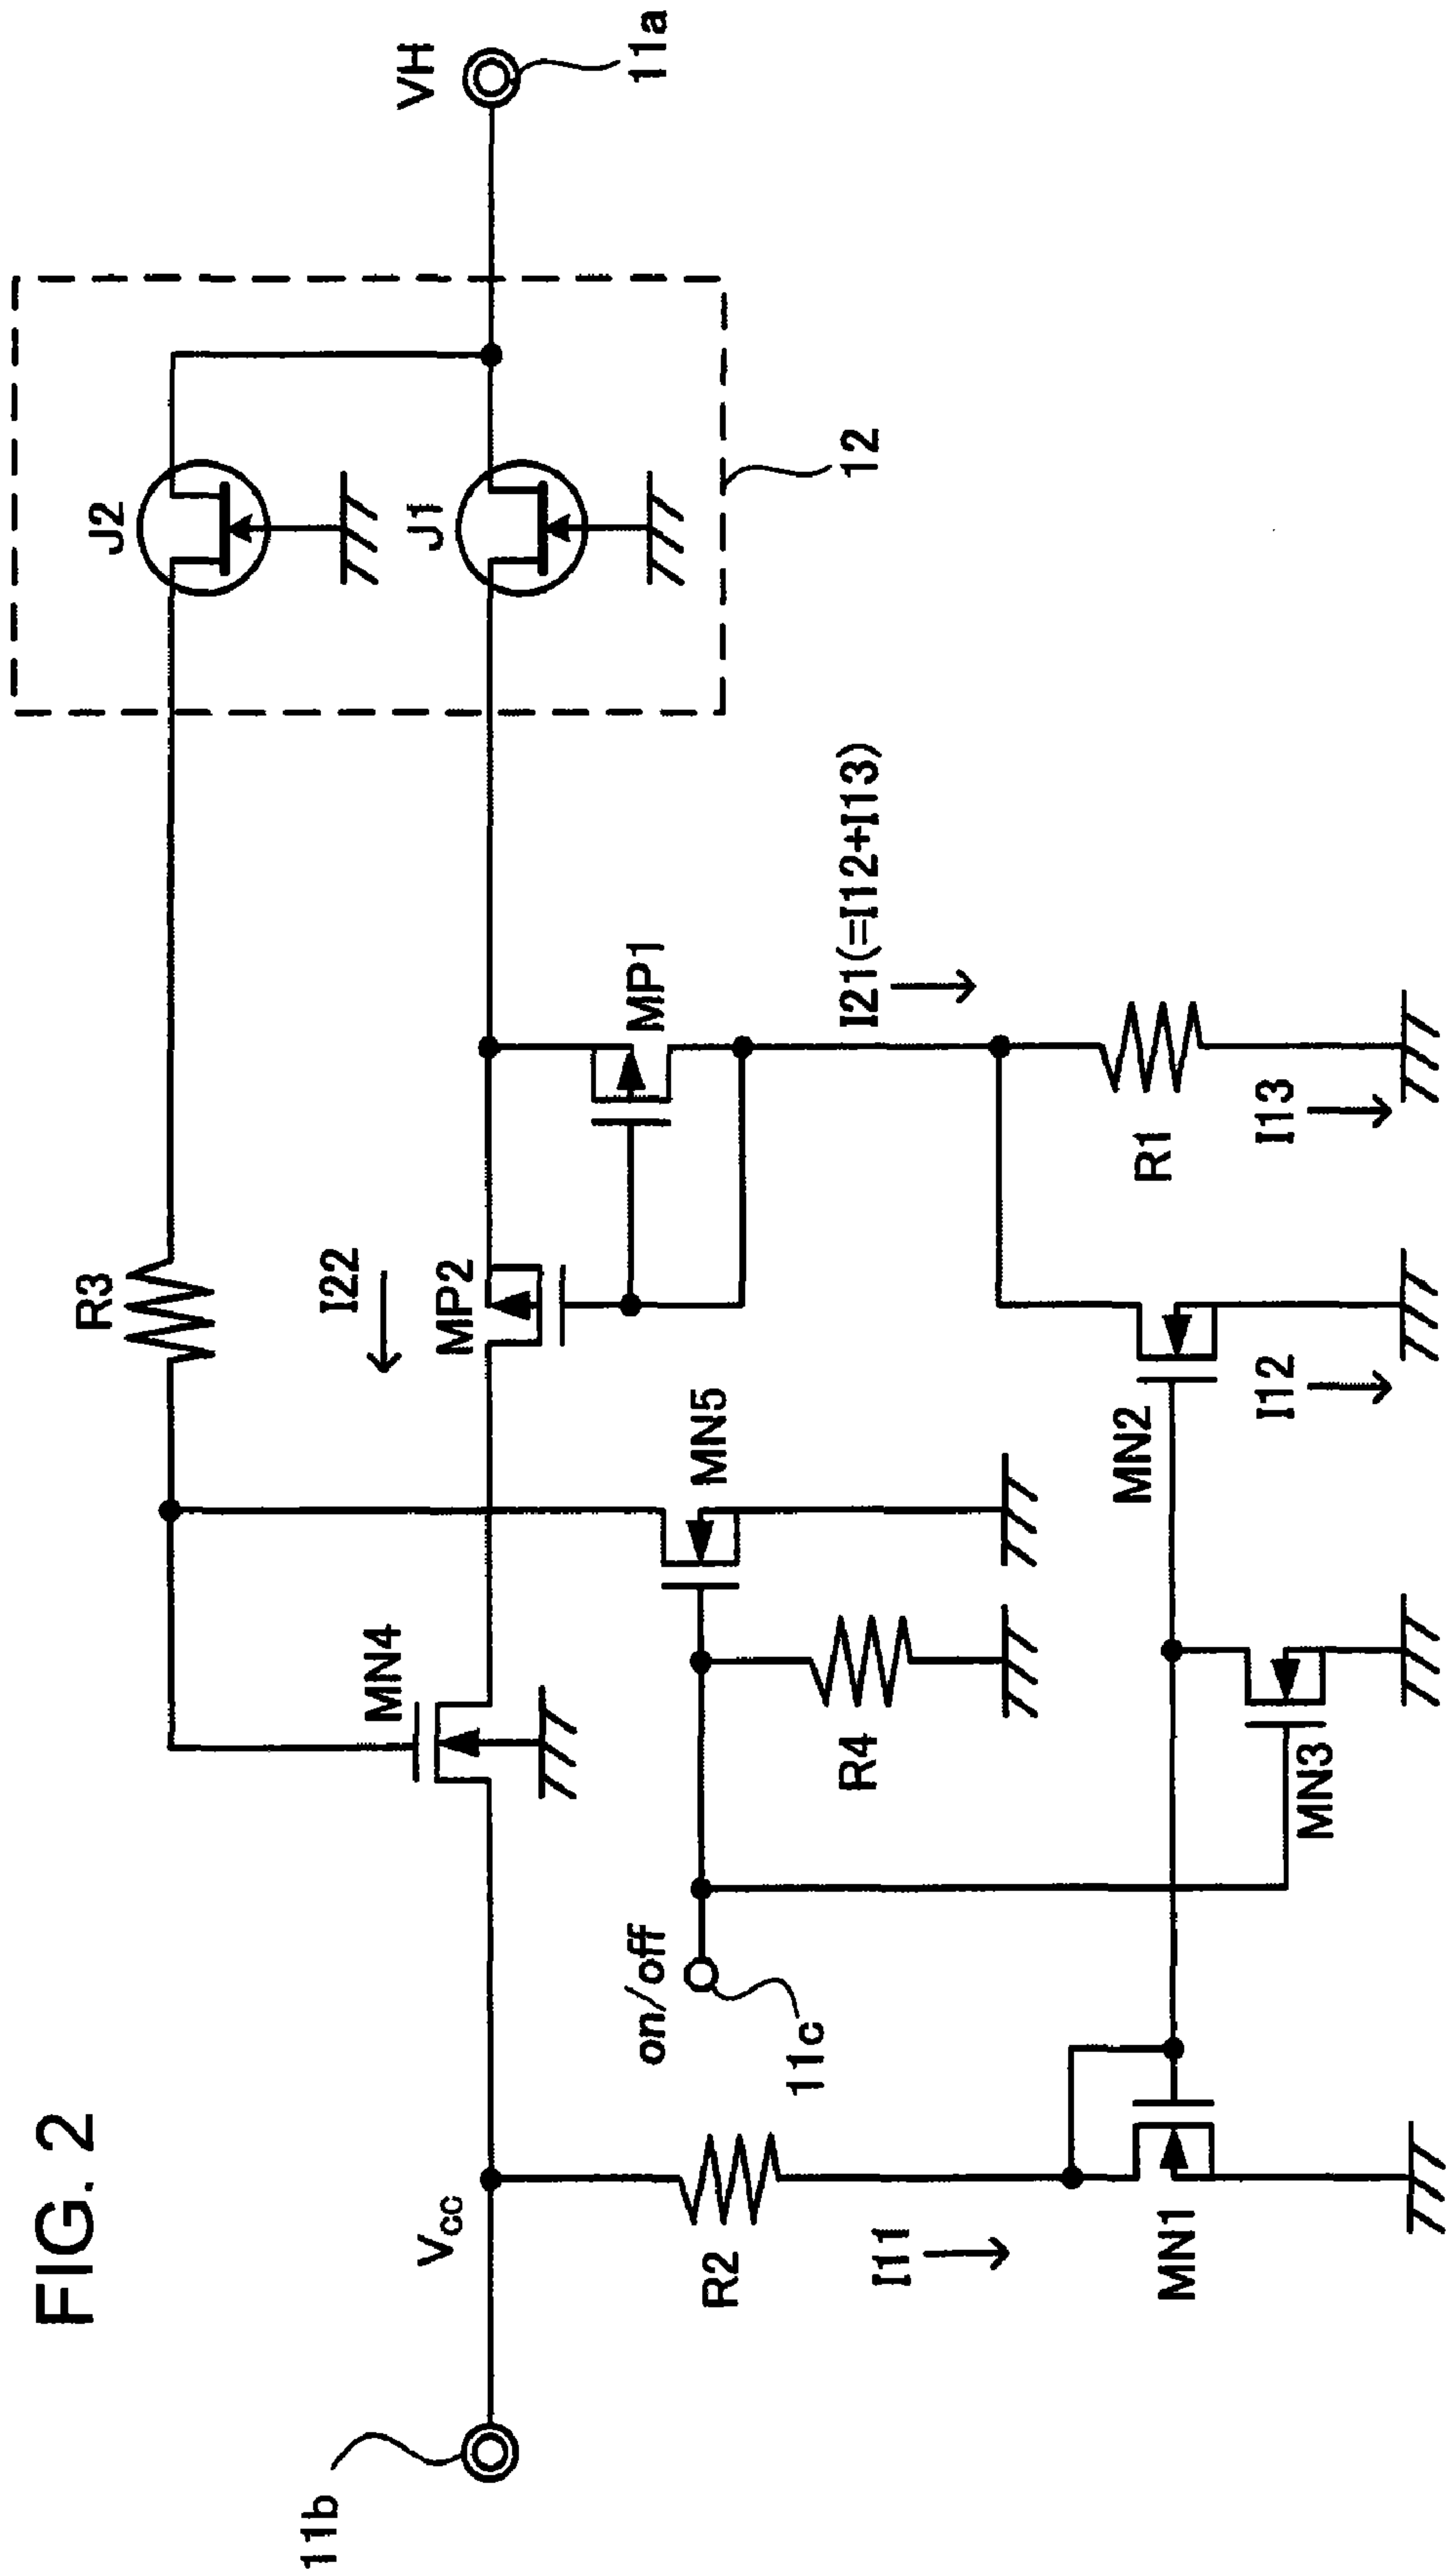 FIG. 2
VH
11a
J2
J1
12
R3
I22
MP2
MP1
I21(=I12+I13)
MN4
MN5
R4
R1
I13
MN2
I12
MN3
on/off
11c
Vcc
R2
I11
MN1
11b